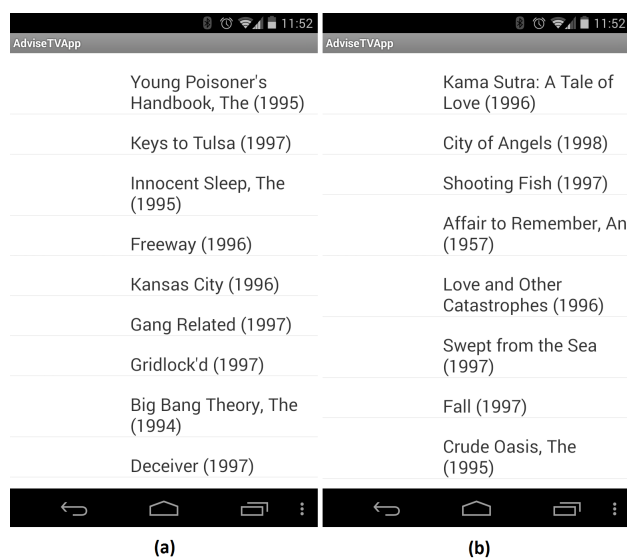 11:52
AdviseTVApp
Young Poisoner's
Handbook, The (1995)
Keys to Tulsa (1997)
Innocent Sleep, The
(1995)
Freeway (1996)
Kansas City (1996)
Gang Related (1997)
Gridlock'd (1997)
Big Bang Theory, The
(1994)
Deceiver (1997)
(a)
11:52
AdviseTVApp
Kama Sutra: A Tale of
Love (1996)
City of Angels (1998)
Shooting Fish (1997)
Affair to Remember, An
(1957)
Love and Other
Catastrophes (1996)
Swept from the Sea
(1997)
Fall (1997)
Crude Oasis, The
(1995)
(b)